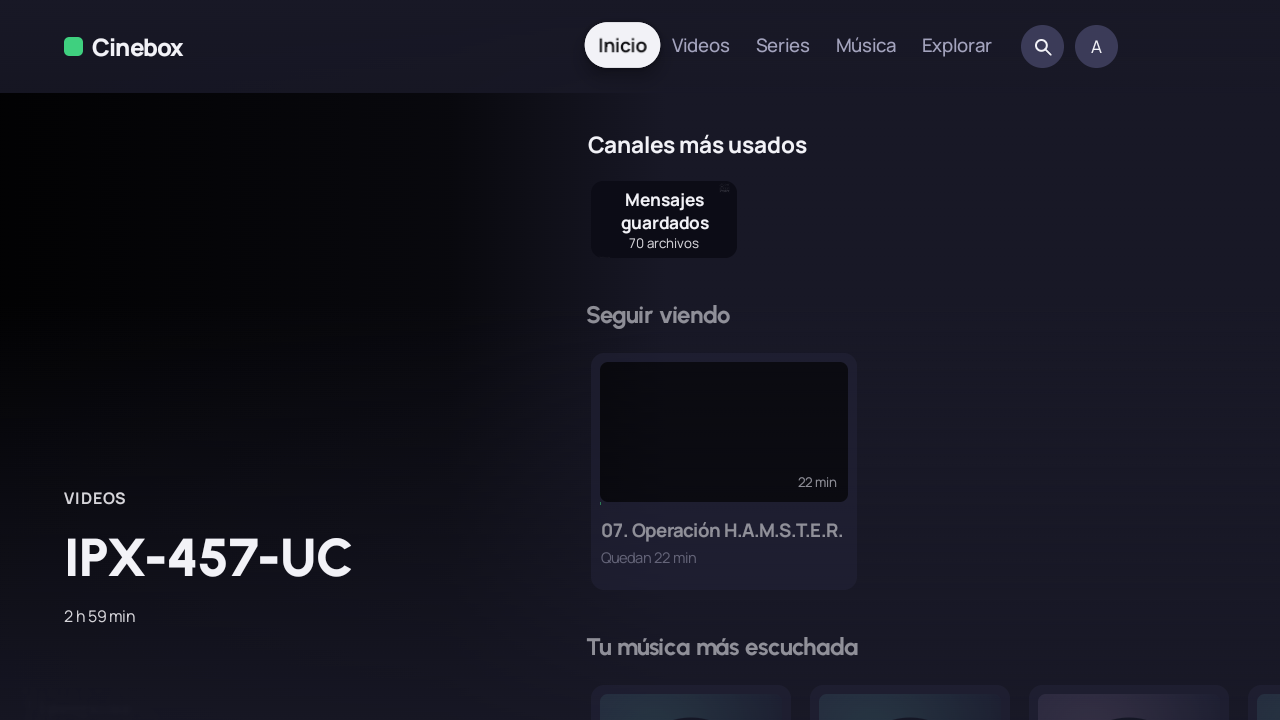 Cinebox
Inicio
Videos
Series
Música
Explorar
A
Canales más usados
Mensajes
guardados
70 archivos
Seguir viendo
22 min
07. Operación H.A.M.S.T.E.R.
Quedan 22 min
VIDEOS
IPX-457-UC
2 h 59 min
Tu música más escuchada